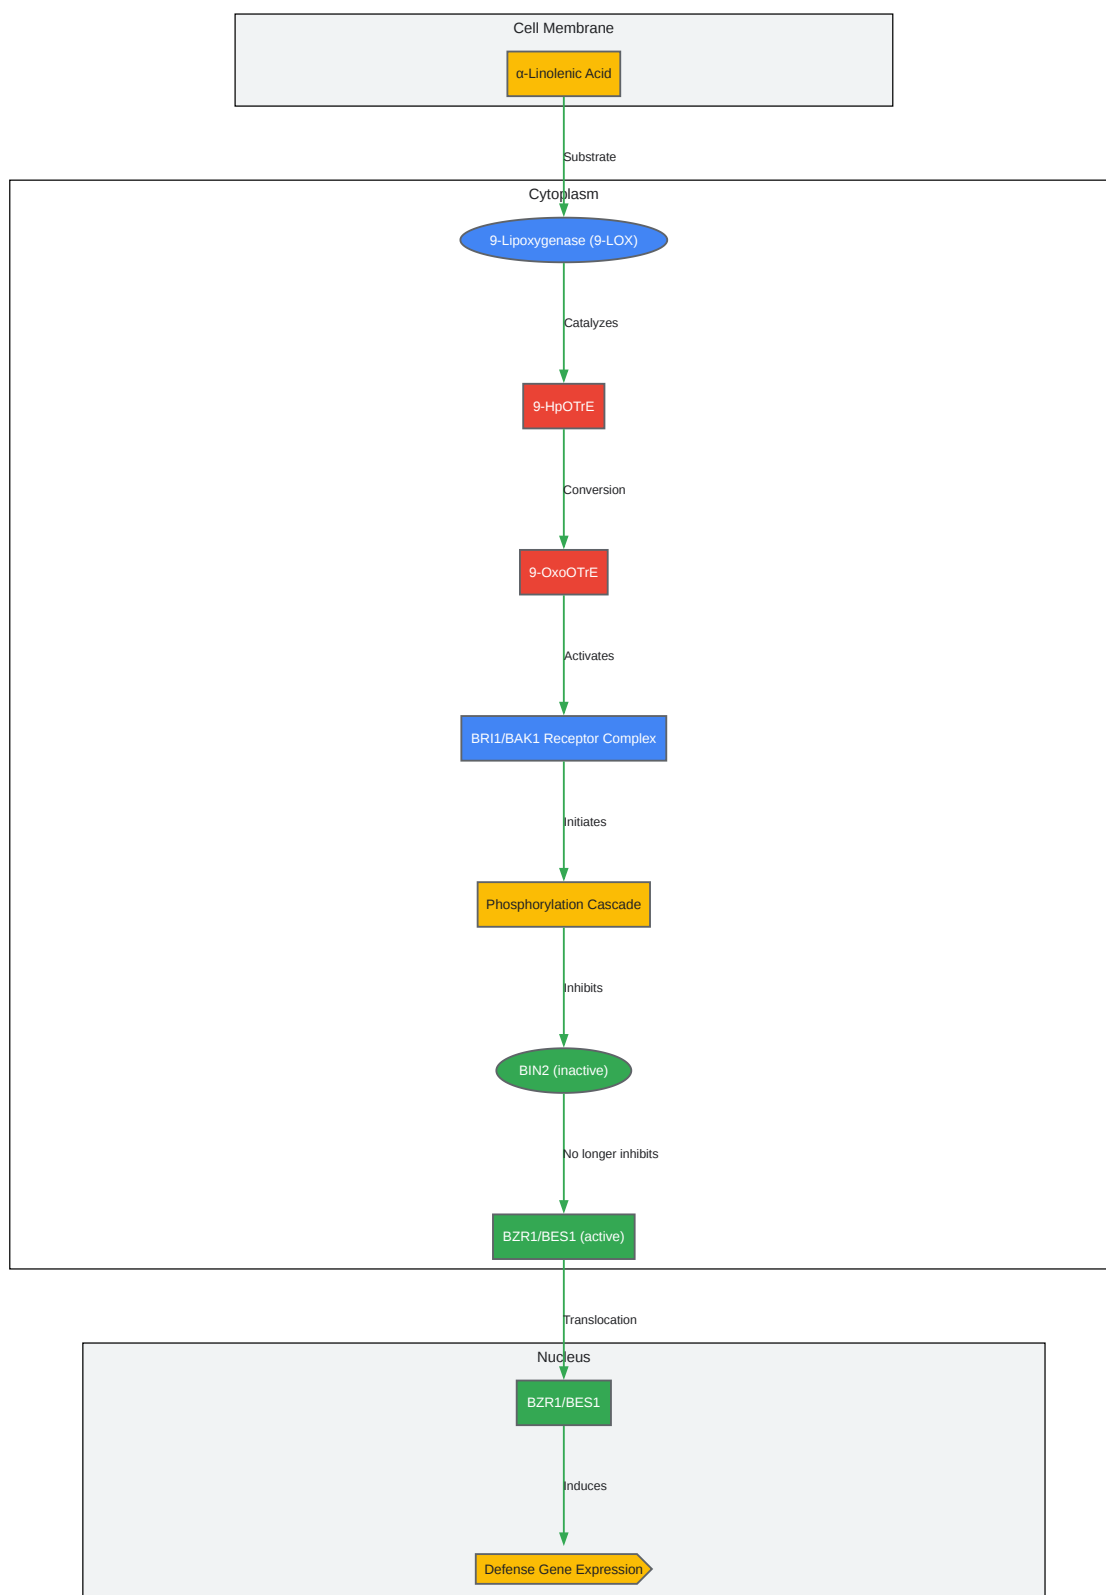 Cell Membrane
α-Linolenic Acid
Substrate
Cytoplasm
9-Lipoxygenase (9-LOX)
Catalyzes
9-HpOTrE
Conversion
9-OxoOTrE
Activates
BRI1/BAK1 Receptor Complex
Initiates
Phosphorylation Cascade
Inhibits
BIN2 (inactive)
No longer inhibits
BZR1/BES1 (active)
Translocation
Nucleus
BZR1/BES1
Induces
Defense Gene Expression